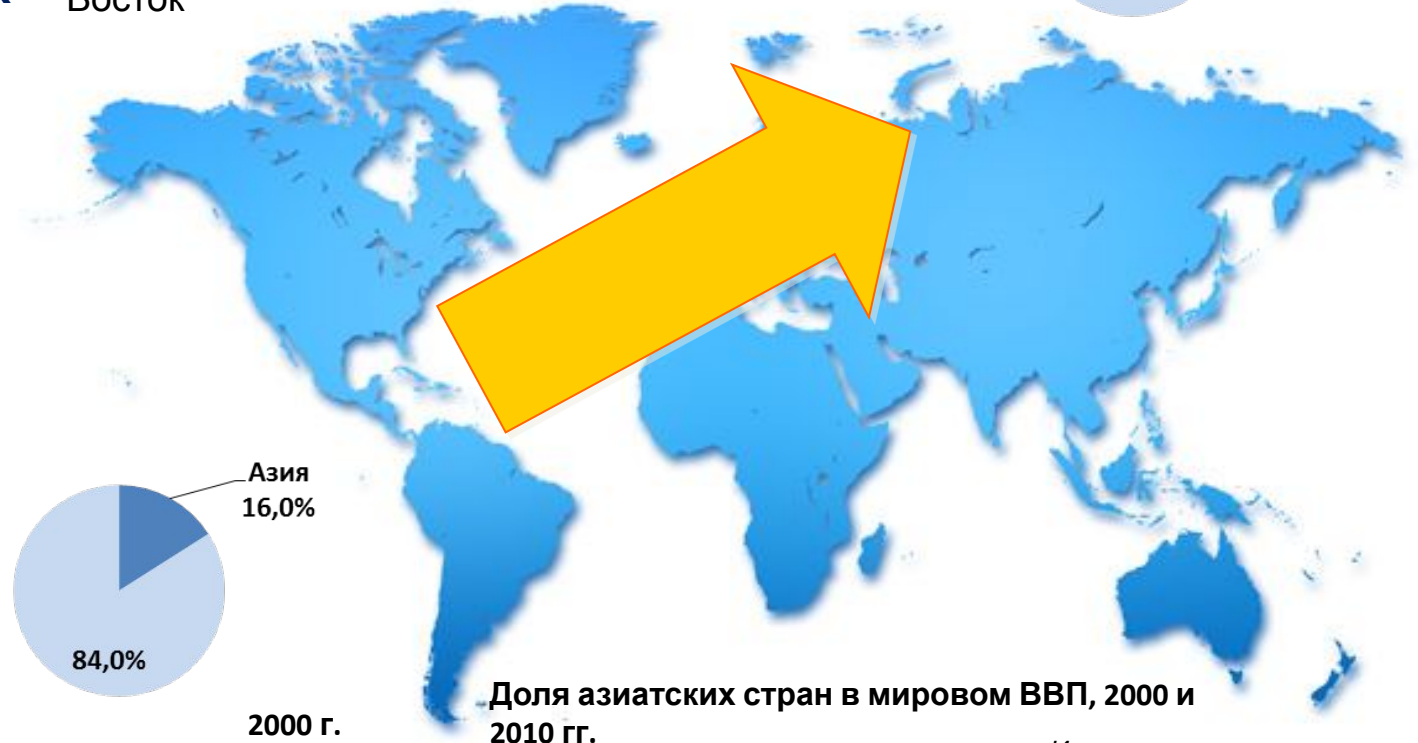 Восток
Азия
16,0%
84,0%
2000 г.
Доля азиатских стран в мировом ВВП, 2000 и
2010 гг.